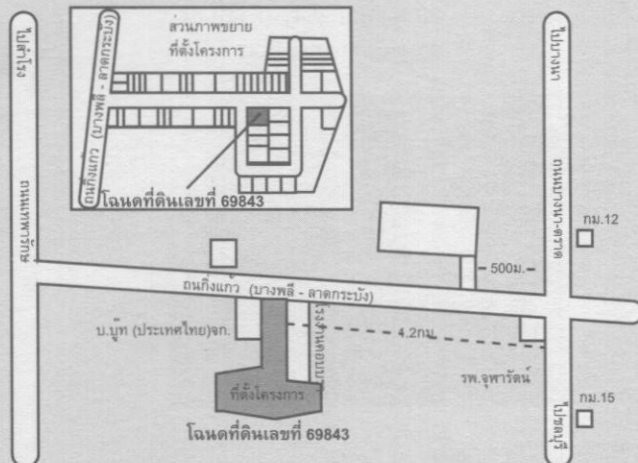 ส่วนภาพขยาย
ที่ตั้งโครงการ
ถนกิ่งแก้ว (บางพลี - ลาดกระบัง)
โฉนดที่ดินเลขที่ 69843
ไปสำโรง
ถนนเทพารักษ์
ไปบางนา
ถนนบางนา-ตราด
กม.12
500ม.
ถนกิ่งแก้ว (บางพลี - ลาดกระบัง)
บ.บู๊ท (ประเทศไทย)จก.
4.2กม.
รพ.จุฬารัตน์
ที่ตั้งโครงการ
โฉนดที่ดินเลขที่ 69843
กม.15
ไปชลบุรี